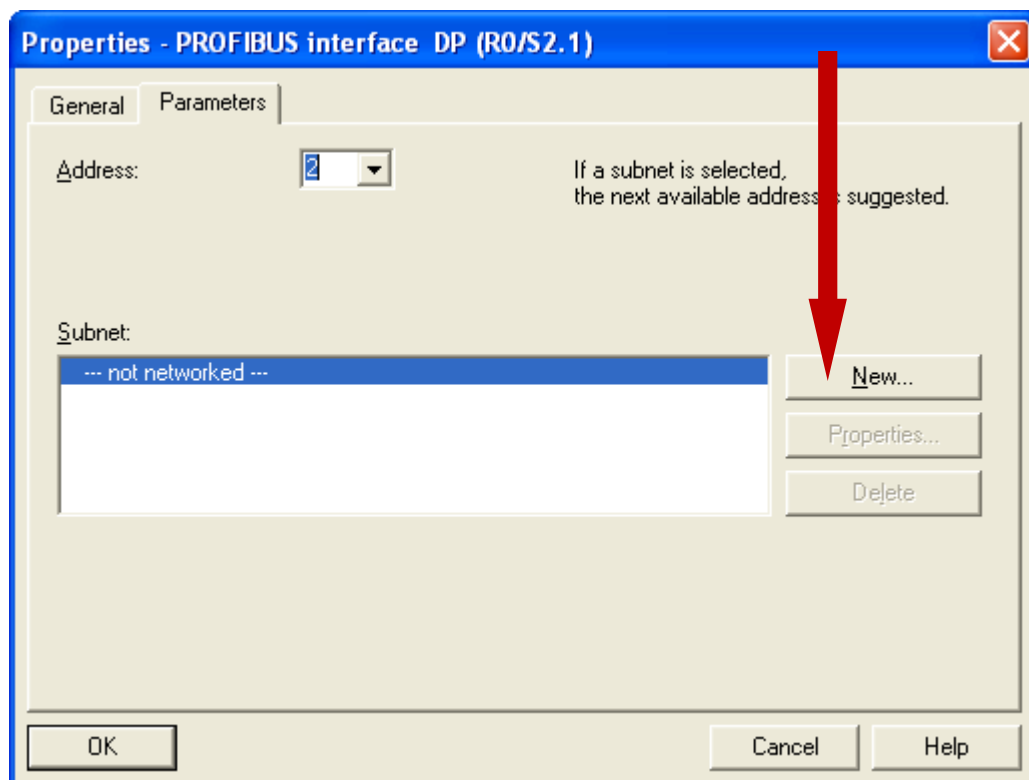 Properties - PROFIBUS interface DP (R0/S2.1)
General
Parameters
Address:
2
If a subnet is selected,
the next available address is suggested.
Subnet:
--- not networked ---
New...
Properties...
Delete
OK
Cancel
Help